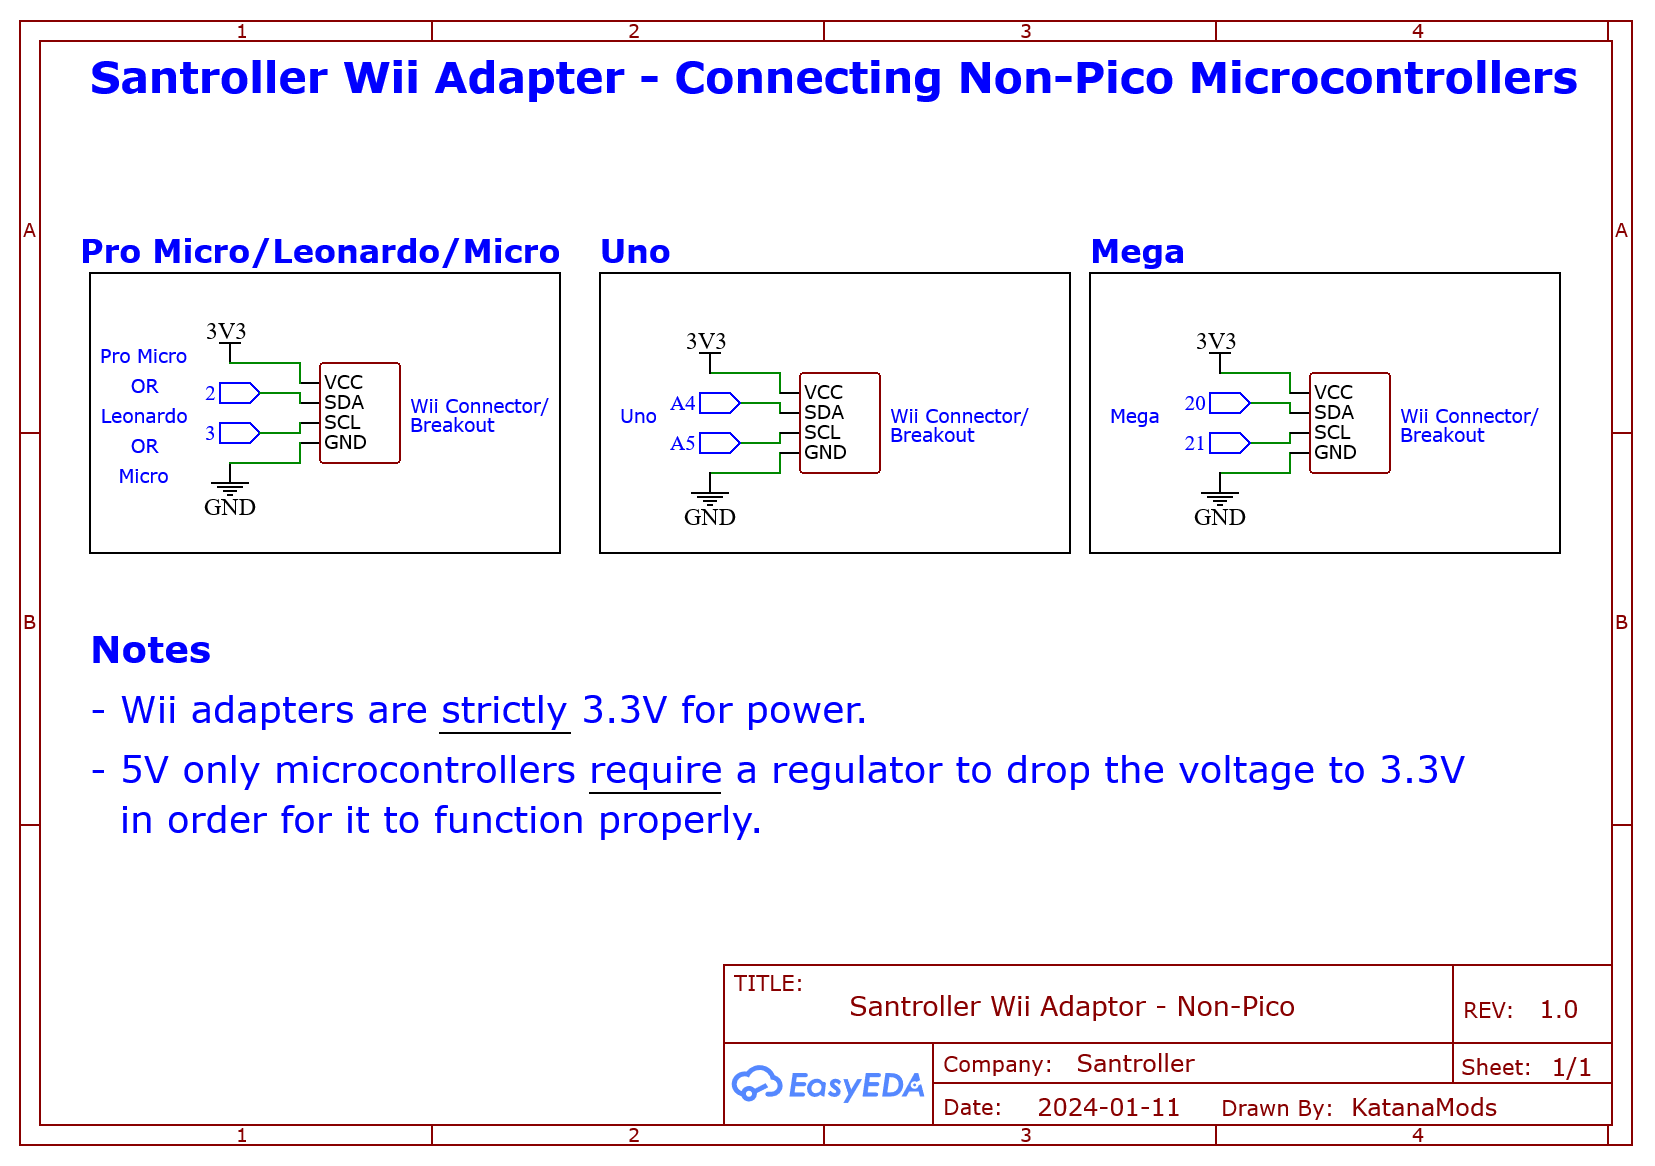 1 2 3 4
Santroller Wii Adapter - Connecting Non-Pico Microcontrollers
A A
Pro Micro/Leonardo/Micro
3V3
Pro Micro
OR
Leonardo
OR
Micro
2
3
VCC
SDA
SCL
GND
Wii Connector/
Breakout
GND
Uno
3V3
Uno
A4
A5
VCC
SDA
SCL
GND
Wii Connector/
Breakout
GND
Mega
3V3
Mega
20
21
VCC
SDA
SCL
GND
Wii Connector/
Breakout
GND
B B
Notes
- Wii adapters are strictly 3.3V for power.
- 5V only microcontrollers require a regulator to drop the voltage to 3.3V
in order for it to function properly.
TITLE:
Santroller Wii Adaptor - Non-Pico
REV: 1.0
EasyEDA
Company: Santroller
Sheet: 1/1
Date: 2024-01-11 Drawn By: KatanaMods
1 2 3 4